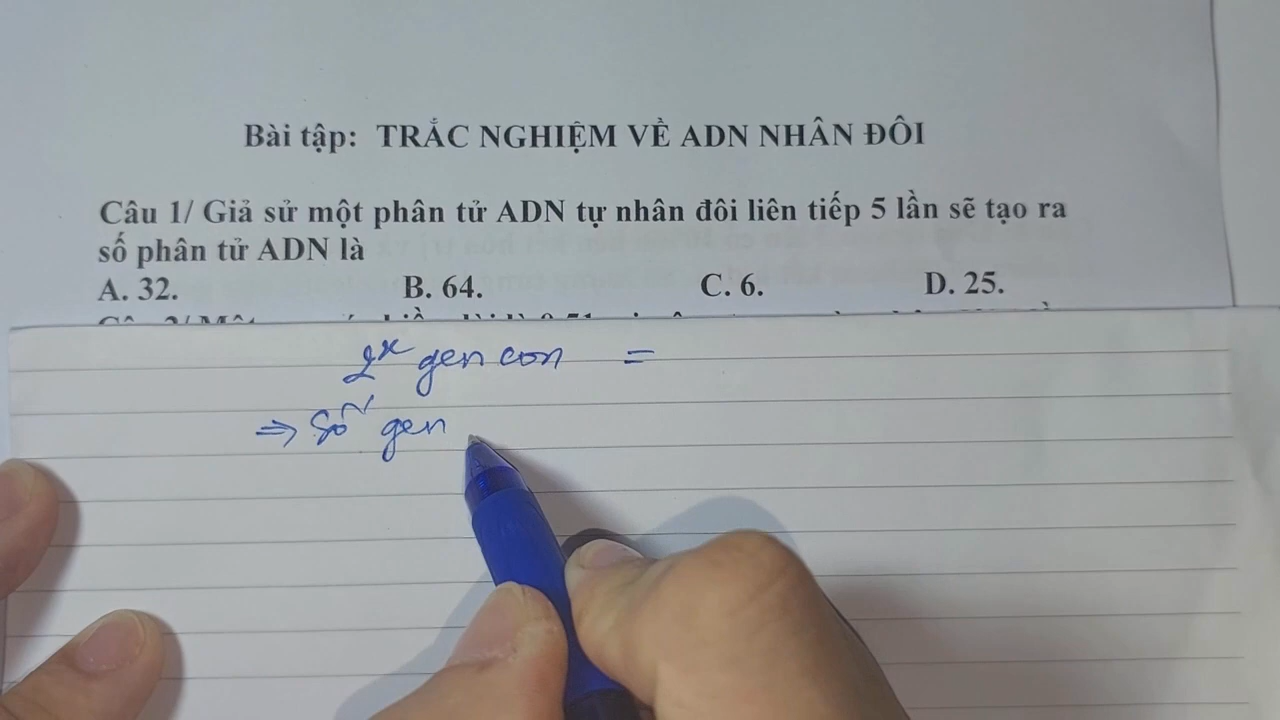 Bài tập: TRẮC NGHIỆM VỀ ADN NHÂN ĐÔI
Câu 1/ Giả sử một phân tử ADN tự nhân đôi liên tiếp 5 lần sẽ tạo ra
số phân tử ADN là
A. 32. B. 64. C. 6. D. 25.
2ˣ gen con =
⇒ Số gen